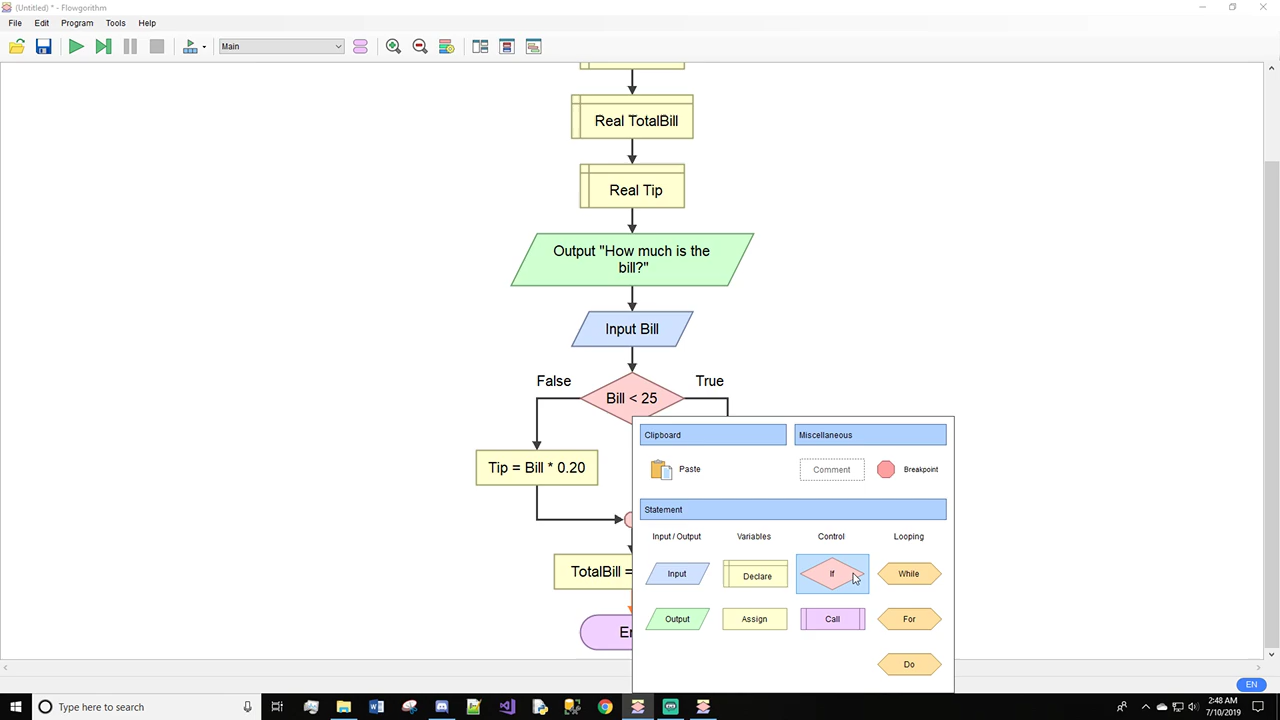 (Untitled) * - Flowgorithm
File Edit Program Tools Help
Main
Real TotalBill
Real Tip
Output "How much is the
bill?"
Input Bill
False
True
Bill < 25
Tip = Bill * 0.20
TotalBill =
Clipboard
Miscellaneous
Paste
Comment
Breakpoint
Statement
Input / Output
Variables
Control
Looping
Input
Declare
If
While
Output
Assign
Call
For
Do
EN
Type here to search
2:48 AM
7/10/2019